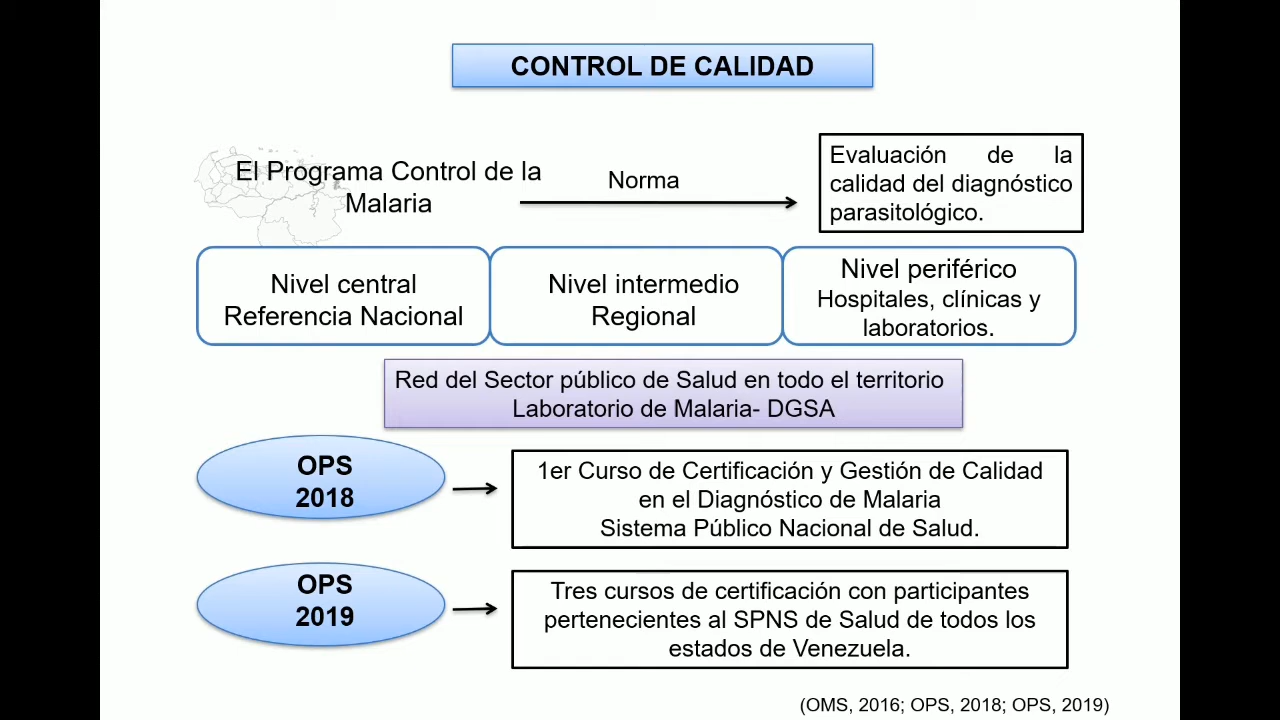 CONTROL DE CALIDAD
El Programa Control de la
Malaria
Norma
Evaluación de la
calidad del diagnóstico
parasitológico.
Nivel central
Referencia Nacional
Nivel intermedio
Regional
Nivel periférico
Hospitales, clínicas y
laboratorios.
Red del Sector público de Salud en todo el territorio
Laboratorio de Malaria- DGSA
OPS
2018
1er Curso de Certificación y Gestión de Calidad
en el Diagnóstico de Malaria
Sistema Público Nacional de Salud.
OPS
2019
Tres cursos de certificación con participantes
pertenecientes al SPNS de Salud de todos los
estados de Venezuela.
(OMS, 2016; OPS, 2018; OPS, 2019)